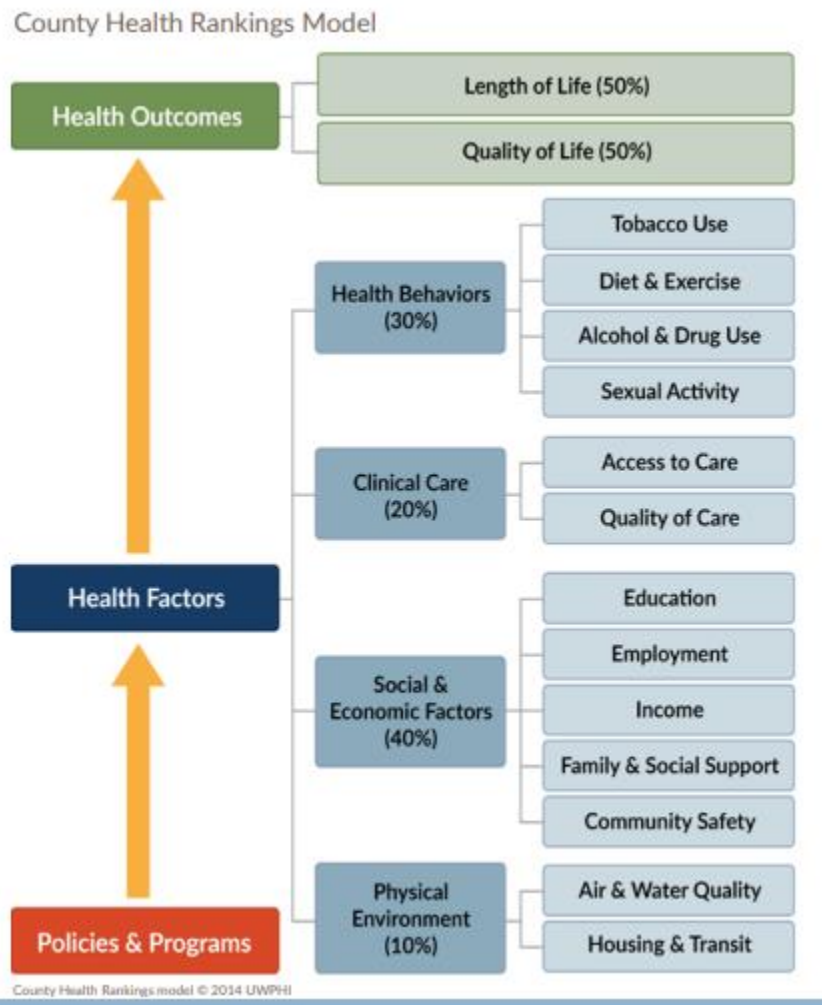 County Health Rankings Model
Health Outcomes
Length of Life (50%)
Quality of Life (50%)
Health Behaviors
(30%)
Tobacco Use
Diet & Exercise
Alcohol & Drug Use
Sexual Activity
Clinical Care
(20%)
Access to Care
Quality of Care
Health Factors
Social &
Economic Factors
(40%)
Education
Employment
Income
Family & Social Support
Community Safety
Physical
Environment
(10%)
Air & Water Quality
Housing & Transit
Policies & Programs
County Health Rankings model © 2014 UWPHI